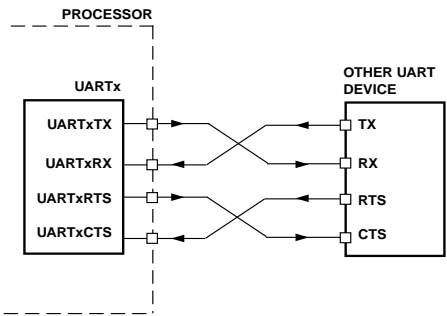 PROCESSOR
UARTx
UARTxTX
UARTxRX
UARTxRTS
UARTxCTS
OTHER UART
DEVICE
TX
RX
RTS
CTS